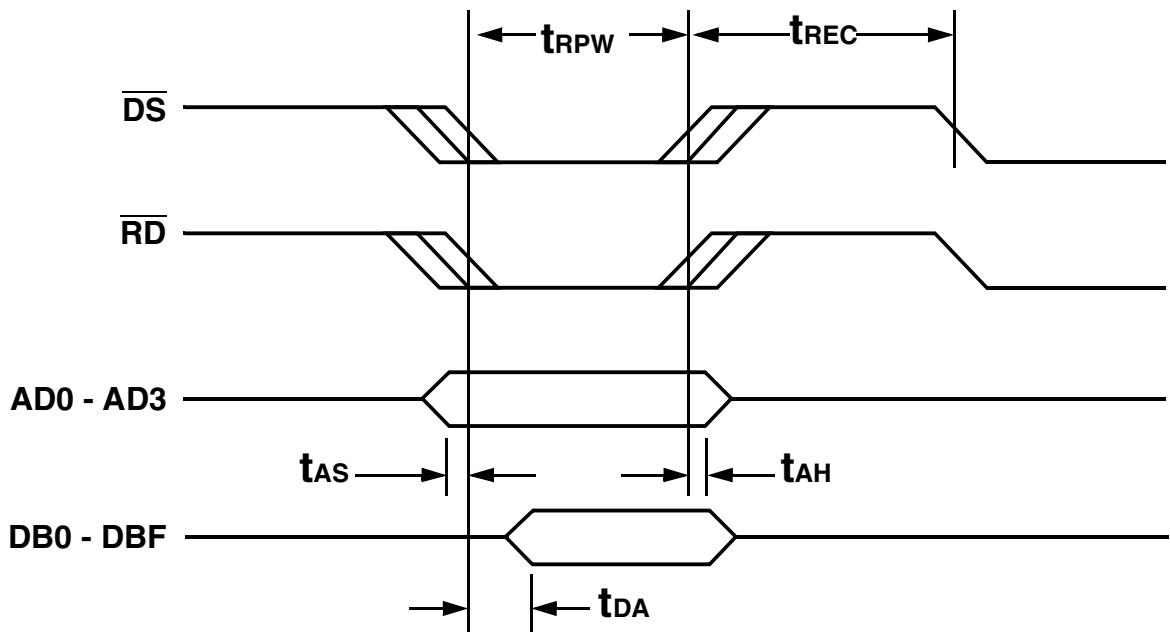 tRPW
tREC
DS
RD
AD0 - AD3
tAS
tAH
DB0 - DBF
tDA